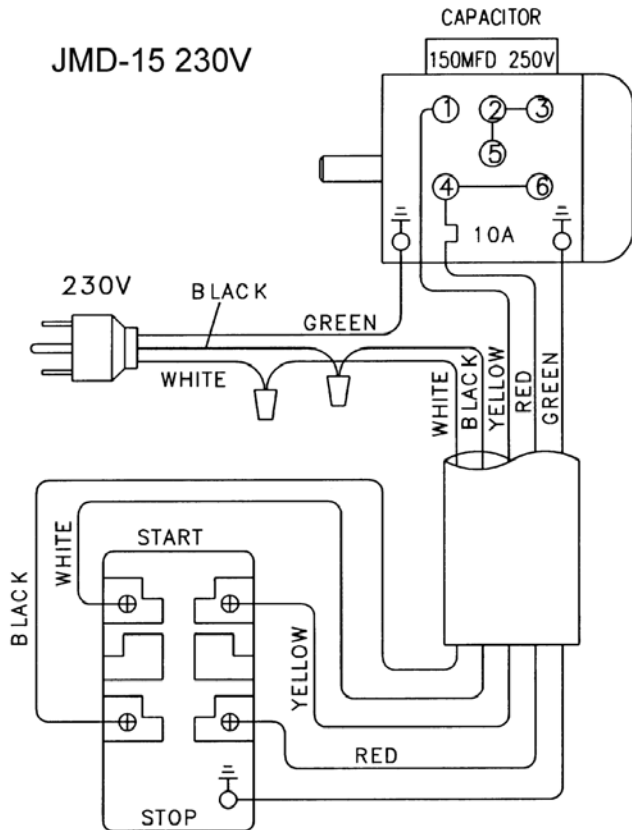 CAPACITOR
JMD-15 230V
150MFD 250V
1 2 3
5
4 6
10A
230V
BLACK
GREEN
WHITE
WHITE
BLACK
YELLOW
RED
GREEN
START
WHITE
BLACK
YELLOW
RED
STOP